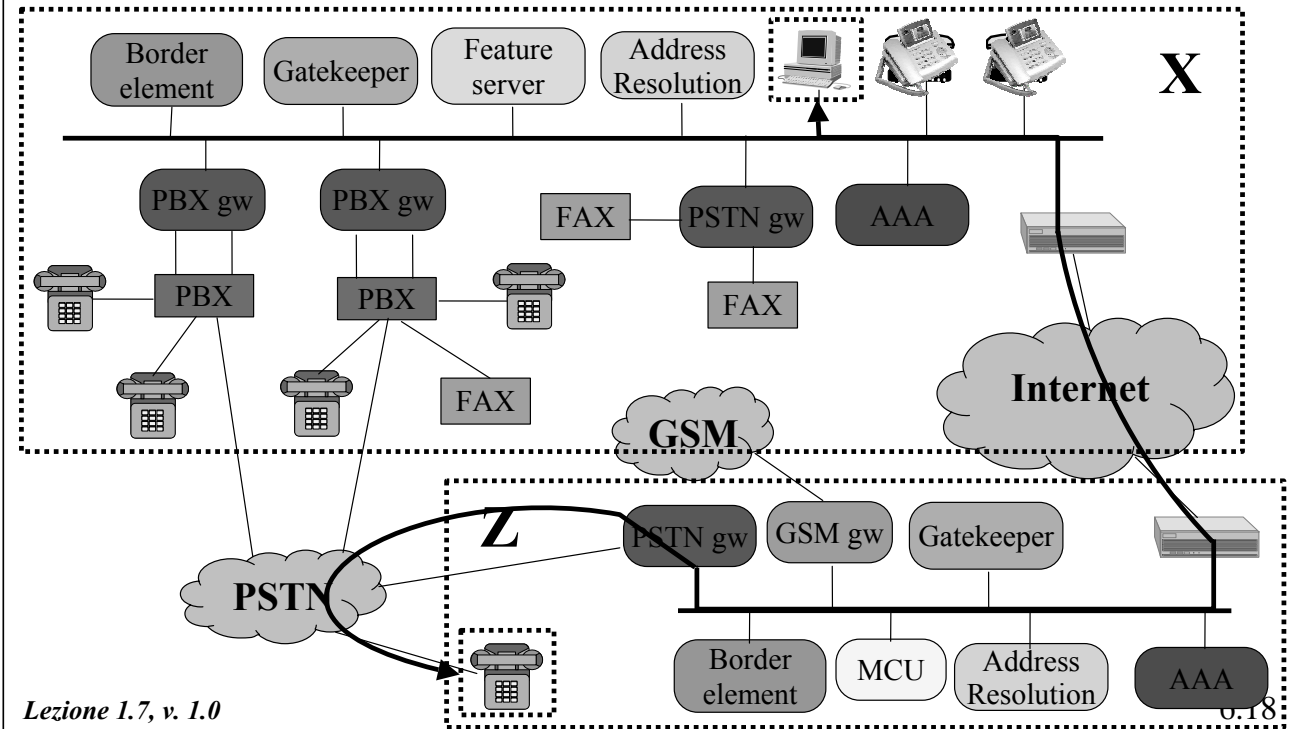 Border
element
Gatekeeper
Feature
server
Address
Resolution
X
PBX gw
PBX gw
FAX
PSTN gw
AAA
PBX
PBX
FAX
FAX
Internet
GSM
Z
PSTN gw
GSM gw
Gatekeeper
PSTN
Border
element
MCU
Address
Resolution
AAA
Lezione 1.7, v. 1.0
6.18